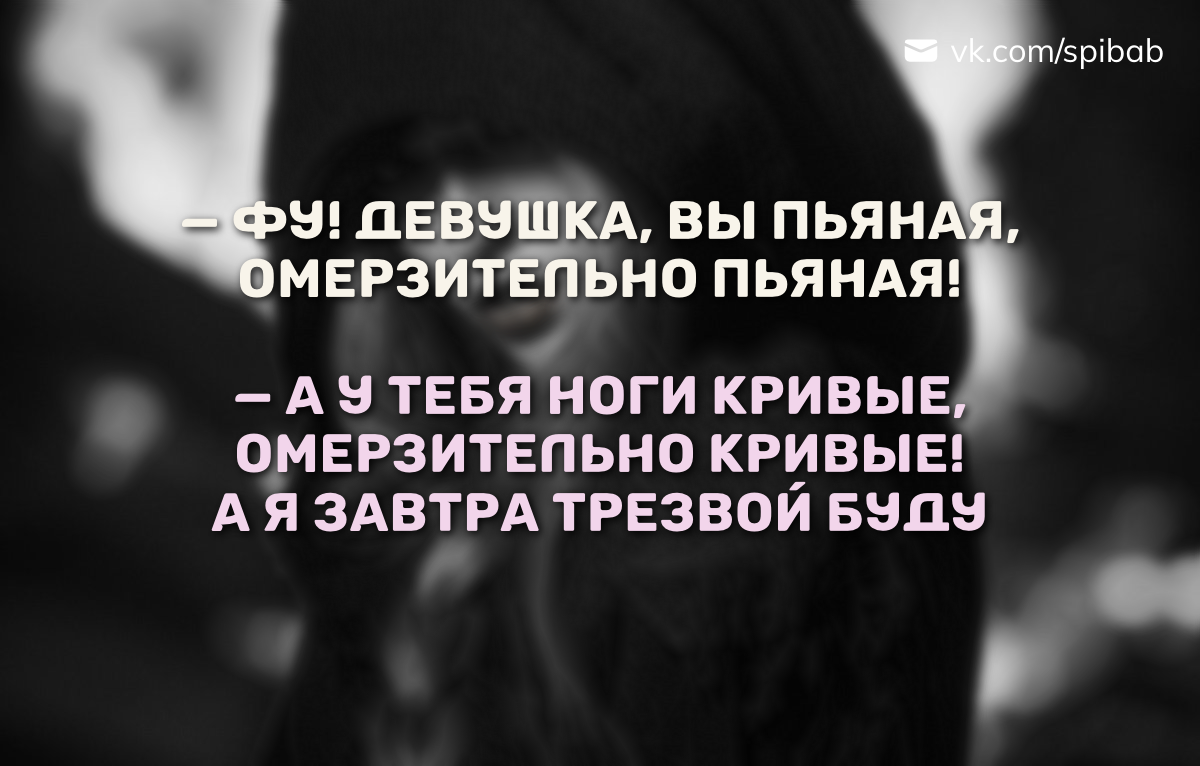 vk.com/spibab
— ФУ! ДЕВУШКА, ВЫ ПЬЯНАЯ,
ОМЕРЗИТЕЛЬНО ПЬЯНАЯ!
— А У ТЕБЯ НОГИ КРИВЫЕ,
ОМЕРЗИТЕЛЬНО КРИВЫЕ!
А Я ЗАВТРА ТРЕЗВОЙ БУДУ